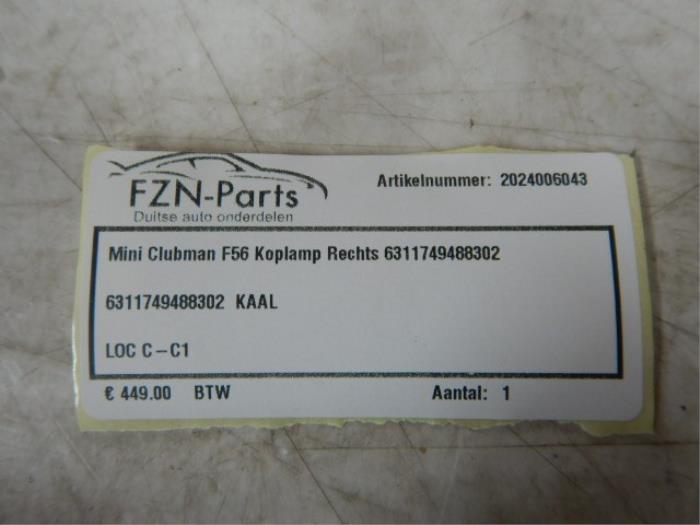 FZN-Parts
Duitse auto onderdelen
Artikelnummer: 2024006043
Mini Clubman F56 Koplamp Rechts 6311749488302
6311749488302 KAAL
LOC C-C1
€ 449.00 BTW Aantal: 1